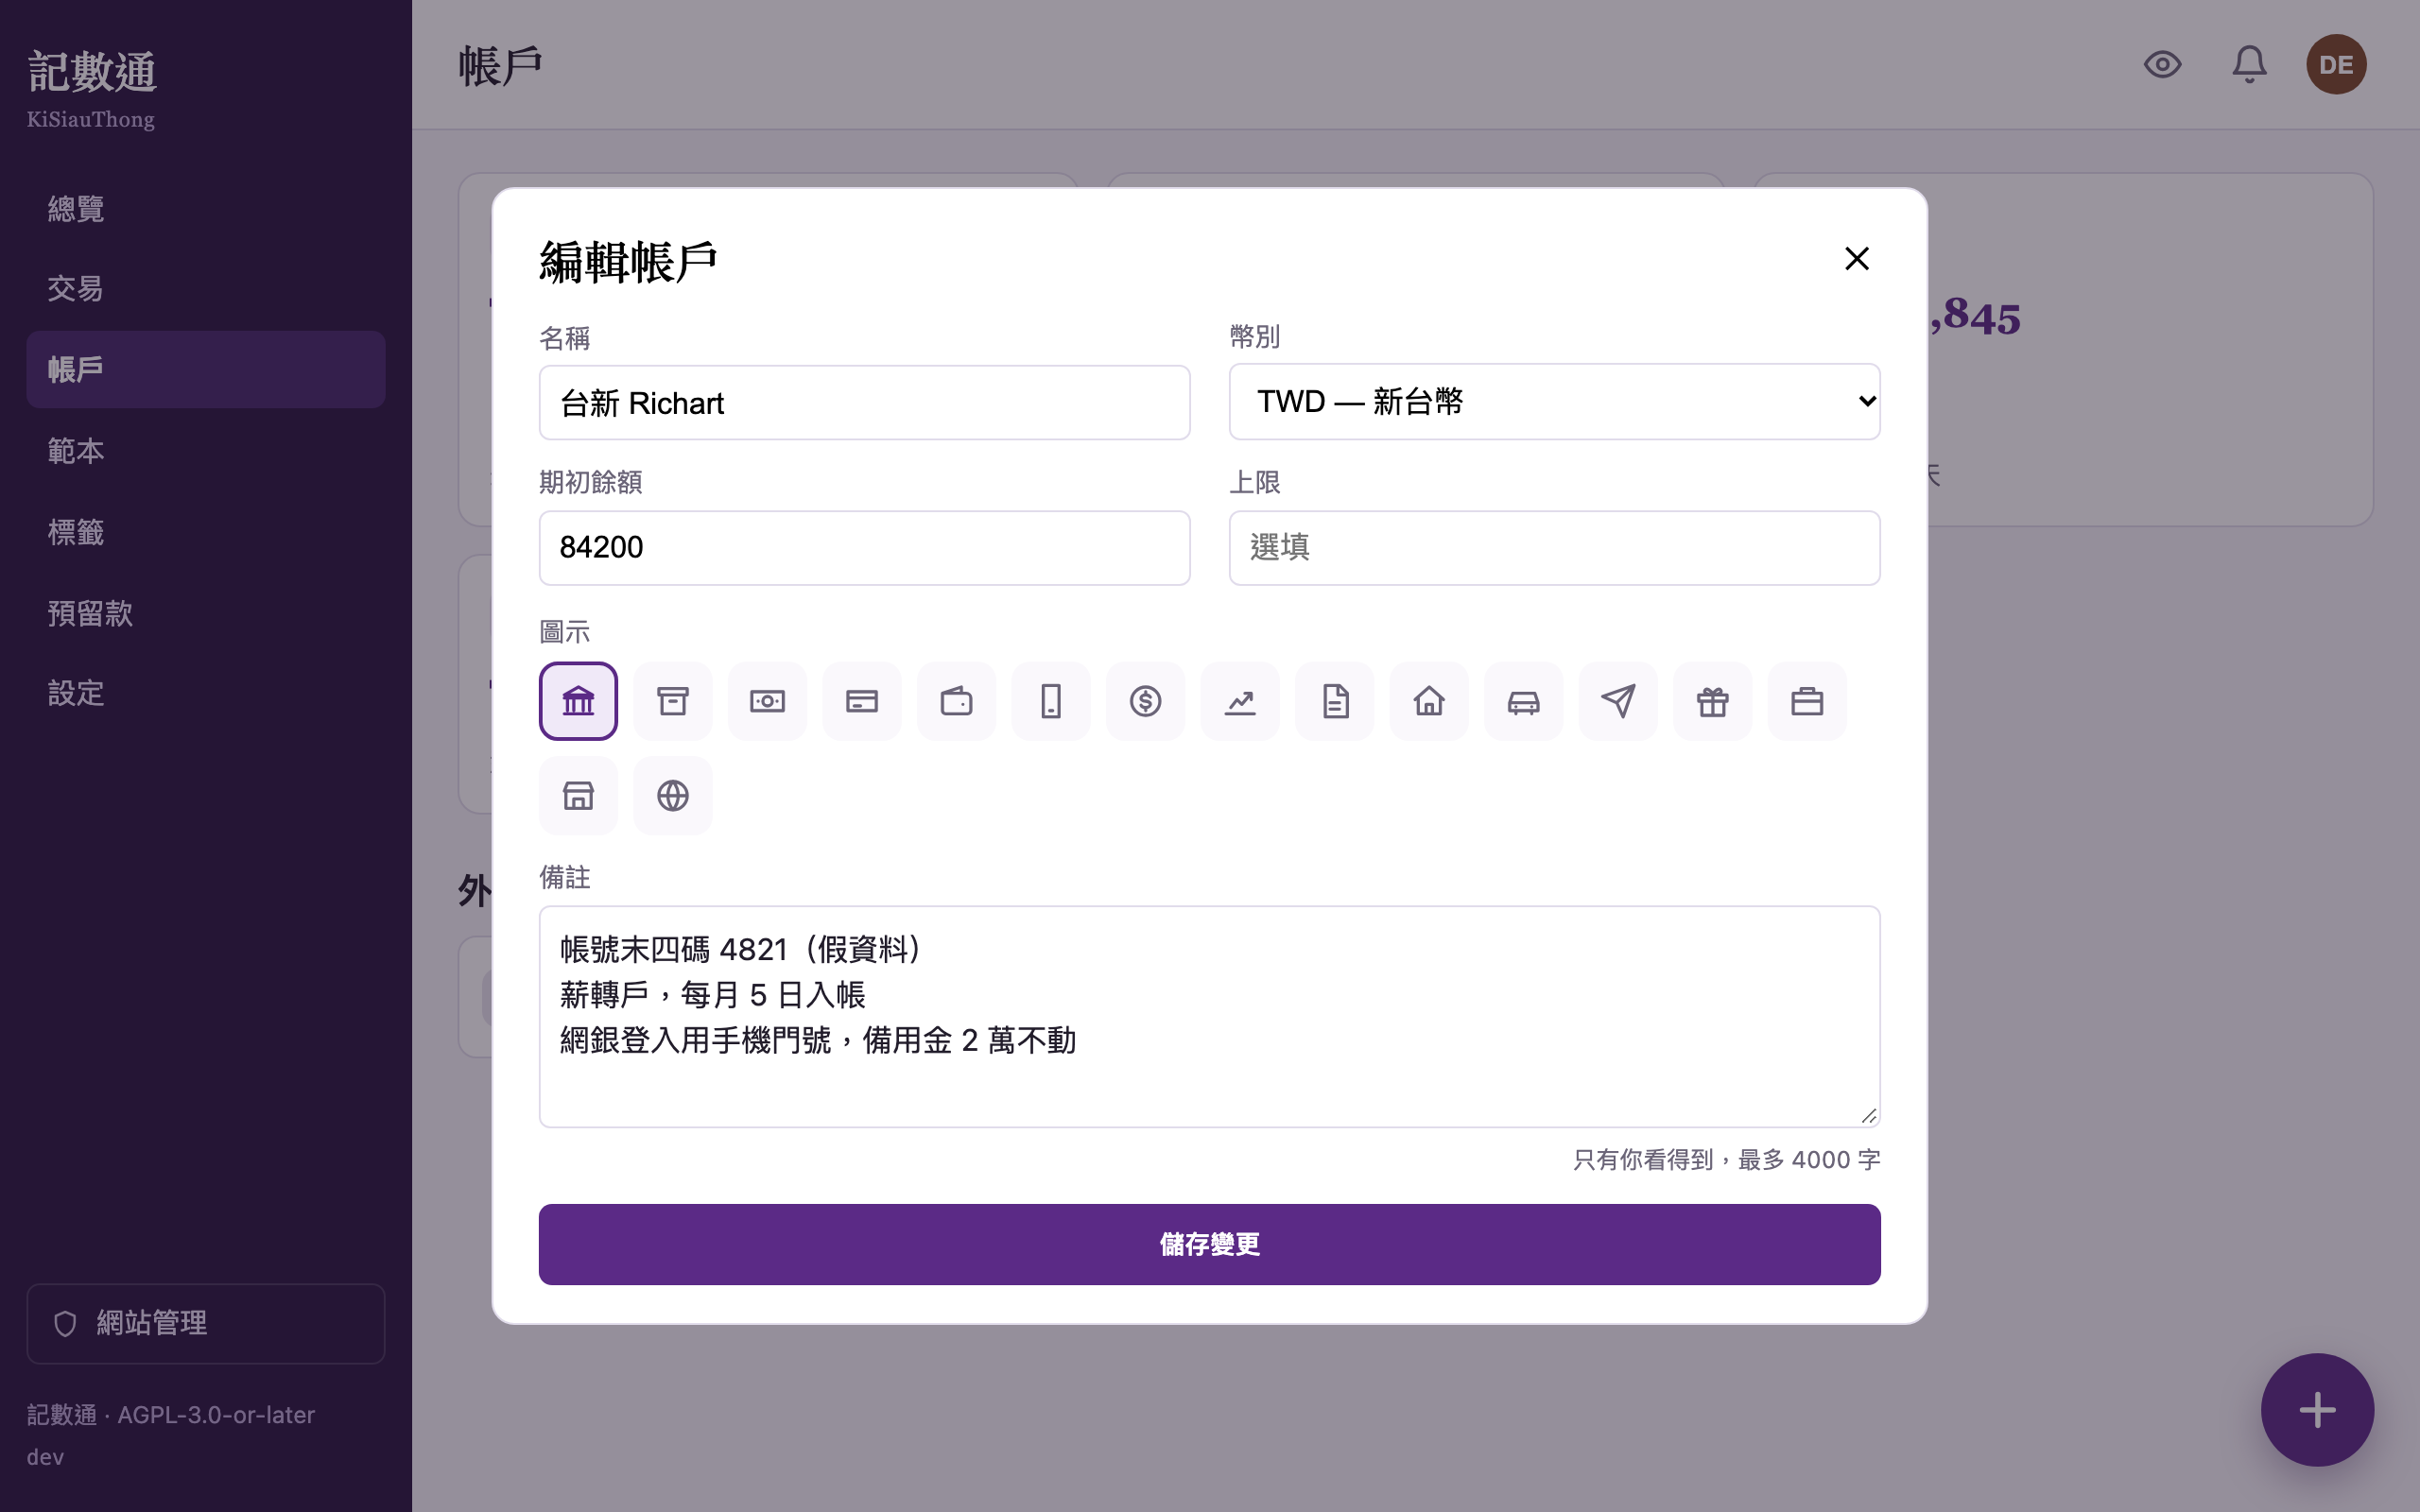 記數通
KiSiauThong
總覽
交易
帳戶
範本
標籤
預留款
設定
網站管理
記數通 · AGPL-3.0-or-later
dev
帳戶
DE
,845
天
外
編輯帳戶
名稱
台新 Richart
幣別
TWD — 新台幣
期初餘額
84200
上限
選填
圖示
備註
帳號末四碼 4821（假資料）
薪轉戶，每月 5 日入帳
網銀登入用手機門號，備用金 2 萬不動
只有你看得到，最多 4000 字
儲存變更